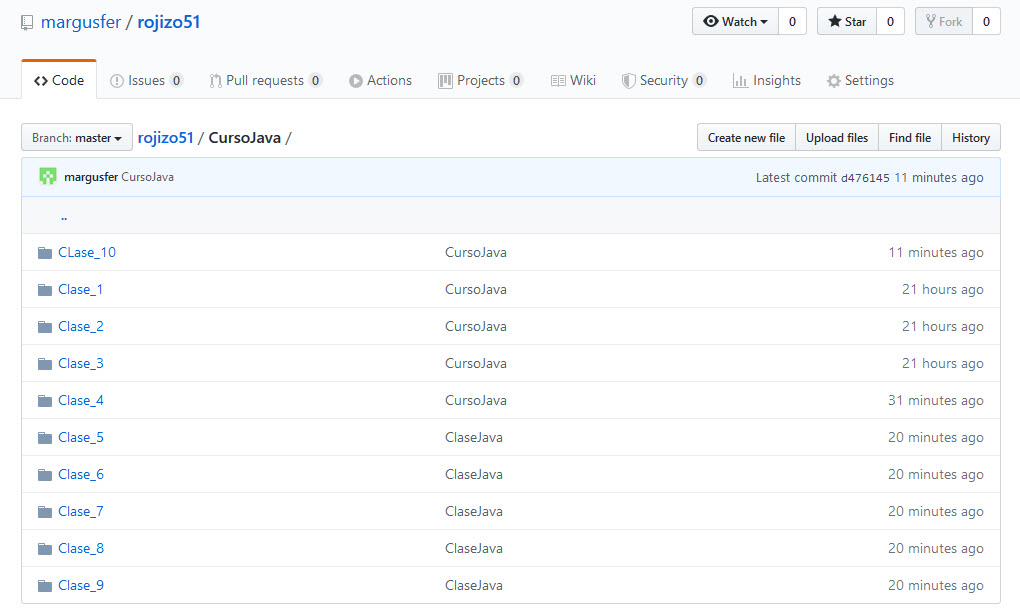 margusfer / rojizo51 Watch 0 Star 0 Fork 0
Code Issues 0 Pull requests 0 Actions Projects 0 Wiki Security 0 Insights Settings
Branch: master rojizo51 / CursoJava / Create new file Upload files Find file History
margusfer CursoJava Latest commit d476145 11 minutes ago
..
CLase_10 CursoJava 11 minutes ago
Clase_1 CursoJava 21 hours ago
Clase_2 CursoJava 21 hours ago
Clase_3 CursoJava 21 hours ago
Clase_4 CursoJava 31 minutes ago
Clase_5 ClaseJava 20 minutes ago
Clase_6 ClaseJava 20 minutes ago
Clase_7 ClaseJava 20 minutes ago
Clase_8 ClaseJava 20 minutes ago
Clase_9 ClaseJava 20 minutes ago